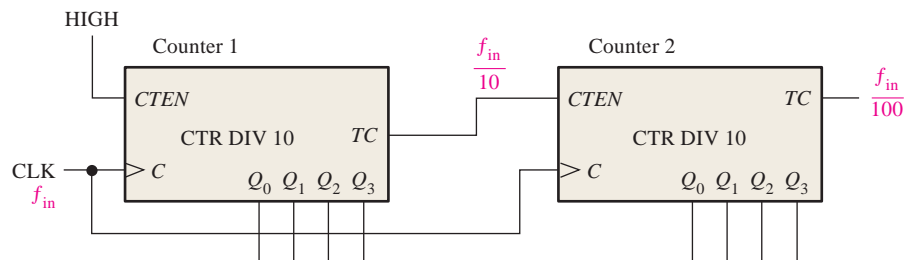 HIGH
Counter 1
Counter 2
f_in/10
f_in/100
CTEN
TC
CTR DIV 10
CLK
f_in
C
Q0 Q1 Q2 Q3
CTEN
TC
CTR DIV 10
C
Q0 Q1 Q2 Q3